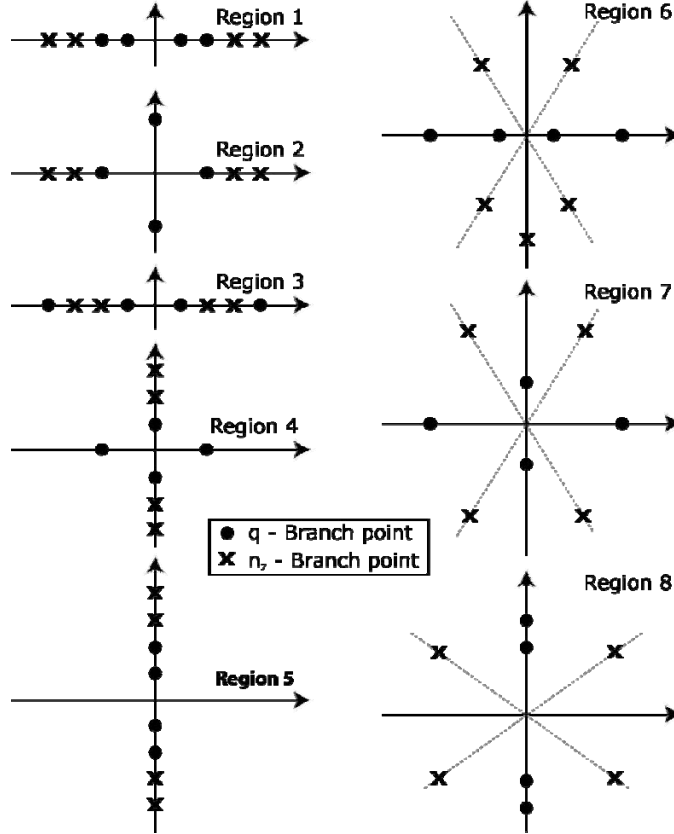 Region 1
Region 2
Region 3
Region 4
q - Branch point
n₇ - Branch point
Region 5
Region 6
Region 7
Region 8